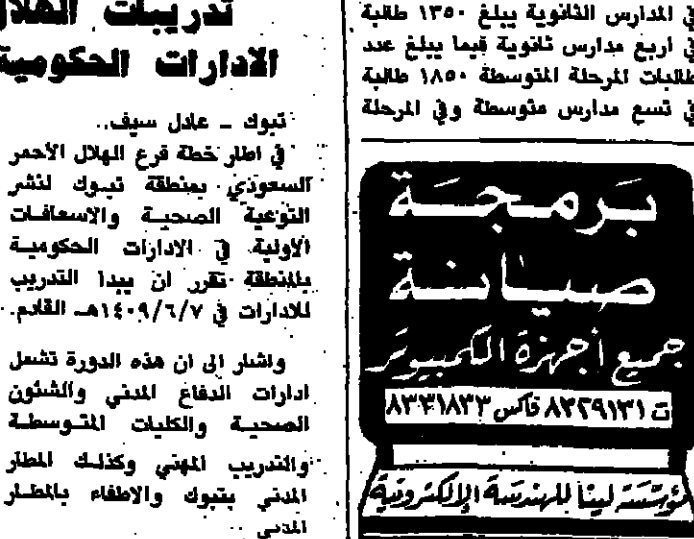 في المدارس الثانوية يبلغ ١٣٥٠ طالبة
في اربع مدارس ثانوية فيما يبلغ عدد
طالبات المرحلة المتوسطة ١٨٥٠ طالبة
في تسع مدارس متوسطة وفي المرحلة
برمجة
صيانة
جميع أجهزة الكمبيوتر
ت ٨٣٢٩١٣١ فاكس ٨٣٣١٨٣٣
مؤسسة لينا للهندسة الإلكترونية
تدريبات الهلال
الادارات الحكومية
تبوك ـ عادل سيف..
في اطار خطة فرع الهلال الأحمر
السعودي بمنطقة تبوك لنشر
التوعية الصحية والاسعافات
الأولية في الادارات الحكومية
بالمنطقة تقرر ان يبدا التدريب
للادارات في ١٤٠٩/٦/٧هـ القادم.
واشار الى ان هذه الدورة تشمل
ادارات الدفاع المدني والشئون
الصحية والكليات المتوسطة
والتدريب المهني وكذلك المطار
المدني بتبوك والاطفاء بالمطار
المدني ..